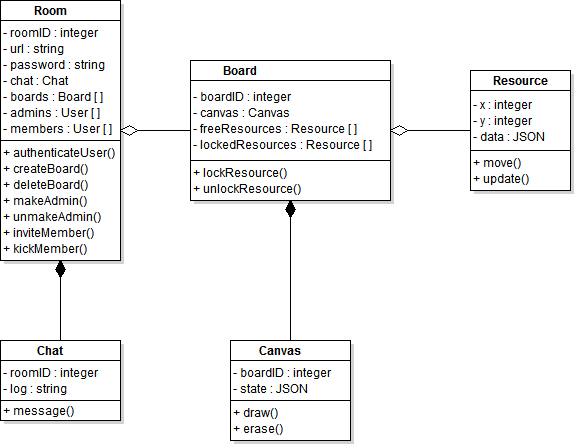 Room
- roomID : integer
- url : string
- password : string
- chat : Chat
- boards : Board [ ]
- admins : User [ ]
- members : User [ ]
+ authenticateUser()
+ createBoard()
+ deleteBoard()
+ makeAdmin()
+ unmakeAdmin()
+ inviteMember()
+ kickMember()
Board
- boardID : integer
- canvas : Canvas
- freeResources : Resource [ ]
- lockedResources : Resource [ ]
+ lockResource()
+ unlockResource()
Resource
- x : integer
- y : integer
- data : JSON
+ move()
+ update()
Chat
- roomID : integer
- log : string
+ message()
Canvas
- boardID : integer
- state : JSON
+ draw()
+ erase()